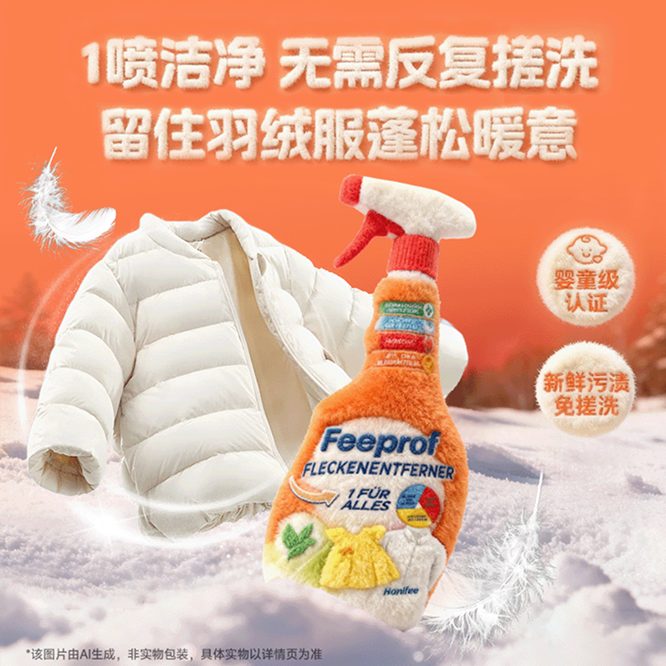 1喷洁净 无需反复搓洗
留住羽绒服蓬松暖意
婴童级
认证
新鲜污渍
免搓洗
Feeprof
FLECKENENTFERNER
1 FÜR
ALLES
Hanifee
*该图片由AI生成，非实物包装，具体实物以详情页为准